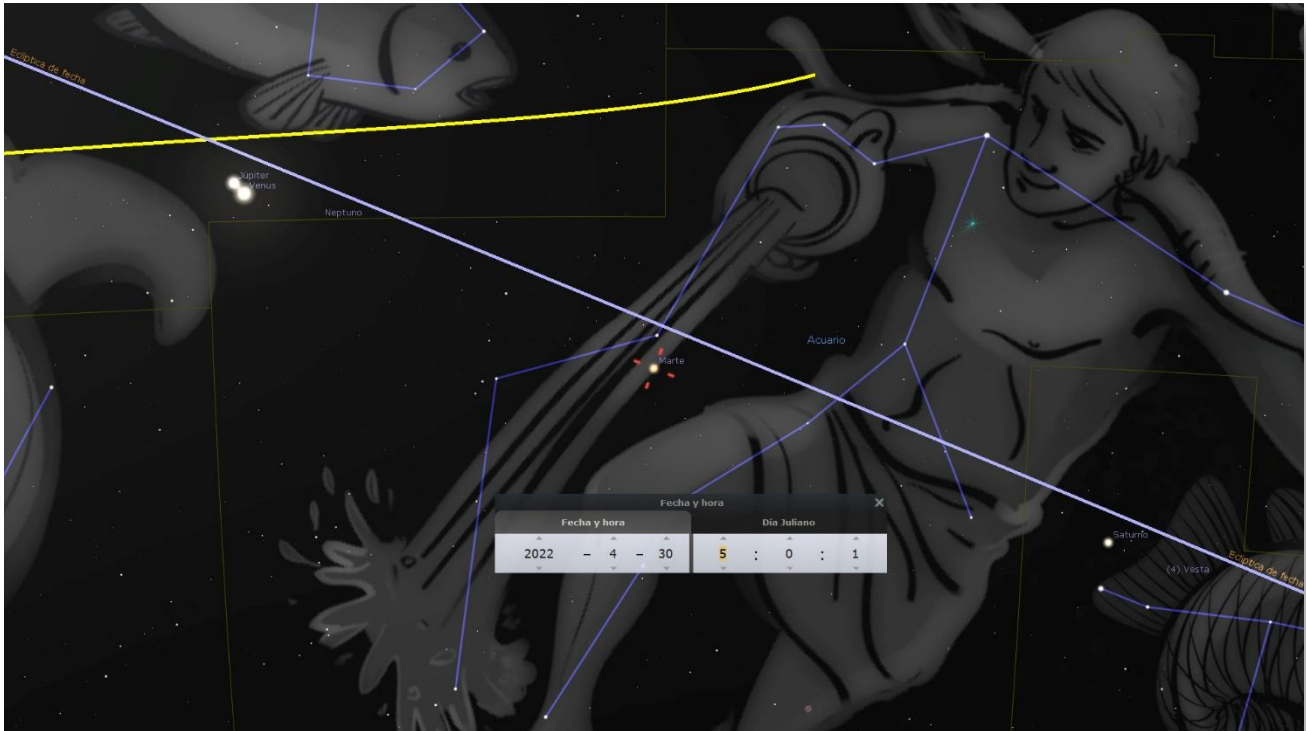 Eclíptica de fecha
Júpiter
Venus
Neptuno
Acuario
Marte
Fecha y hora
Fecha y hora
Día Juliano
2022 – 4 – 30 5 : 0 : 1
Saturno
(4) Vesta
Eclíptica de fecha